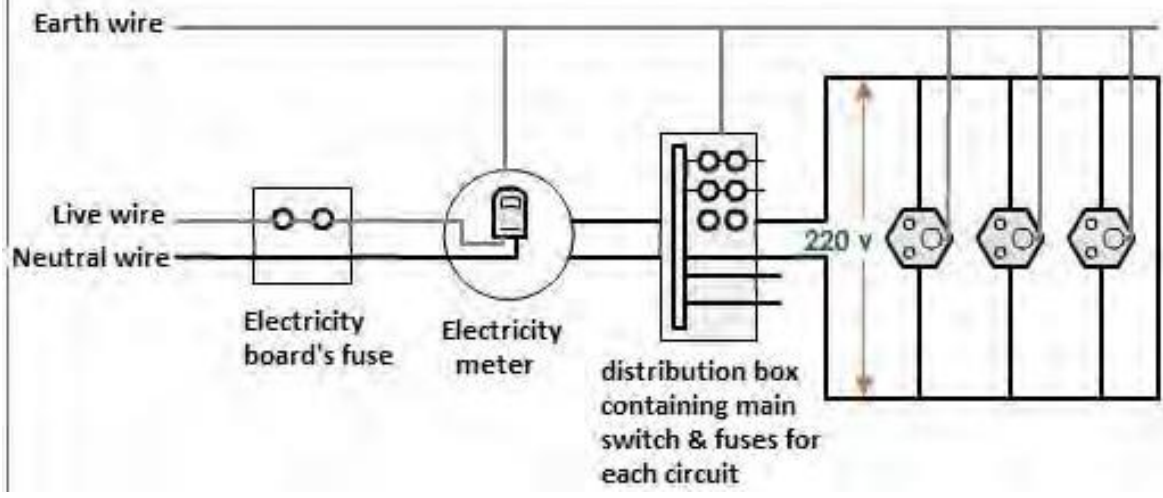 Earth wire
Live wire
Neutral wire
220 v
Electricity
board's fuse
Electricity
meter
distribution box
containing main
switch & fuses for
each circuit